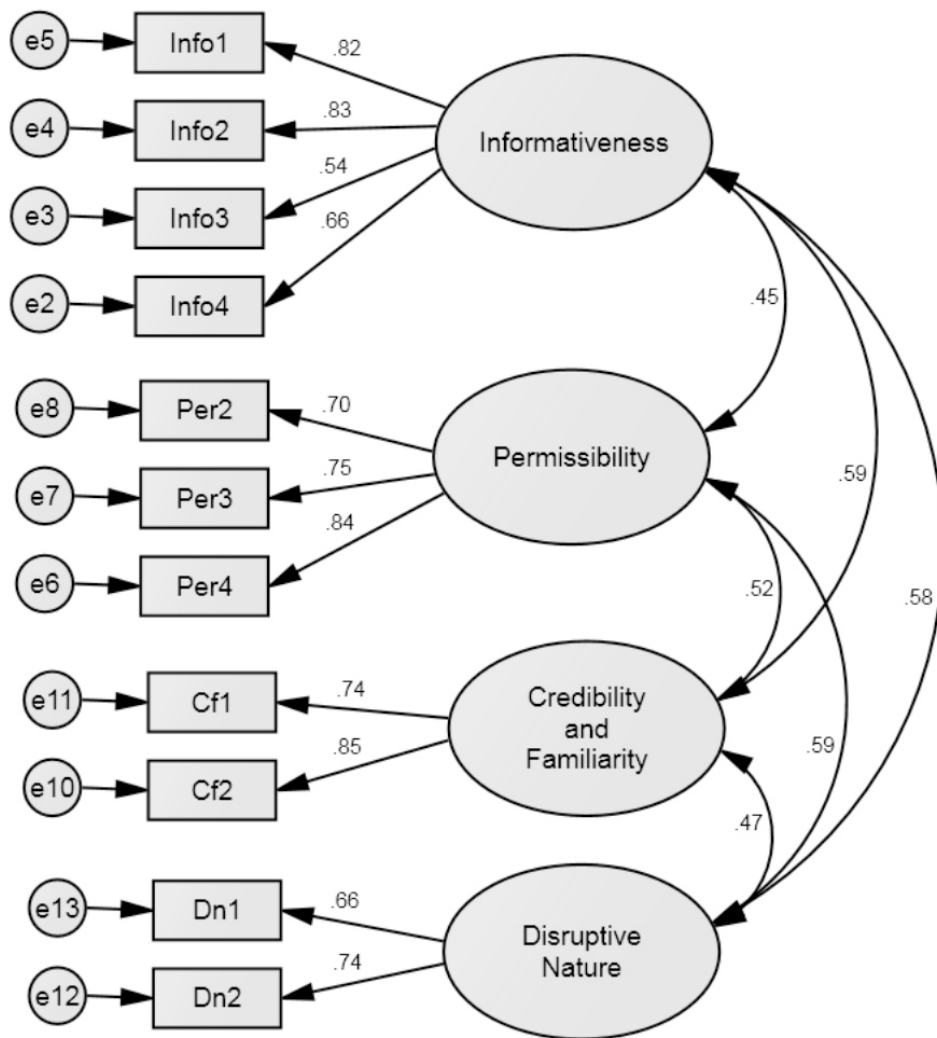 e5
Info1
.82
e4
Info2
.83
Informativeness
e3
Info3
.54
e2
Info4
.66
.45
e8
Per2
.70
e7
Per3
.75
Permissibility
e6
Per4
.84
.59
.52
.58
e11
Cf1
.74
Credibility
and
Familiarity
e10
Cf2
.85
.59
.47
e13
Dn1
.66
Disruptive
Nature
e12
Dn2
.74